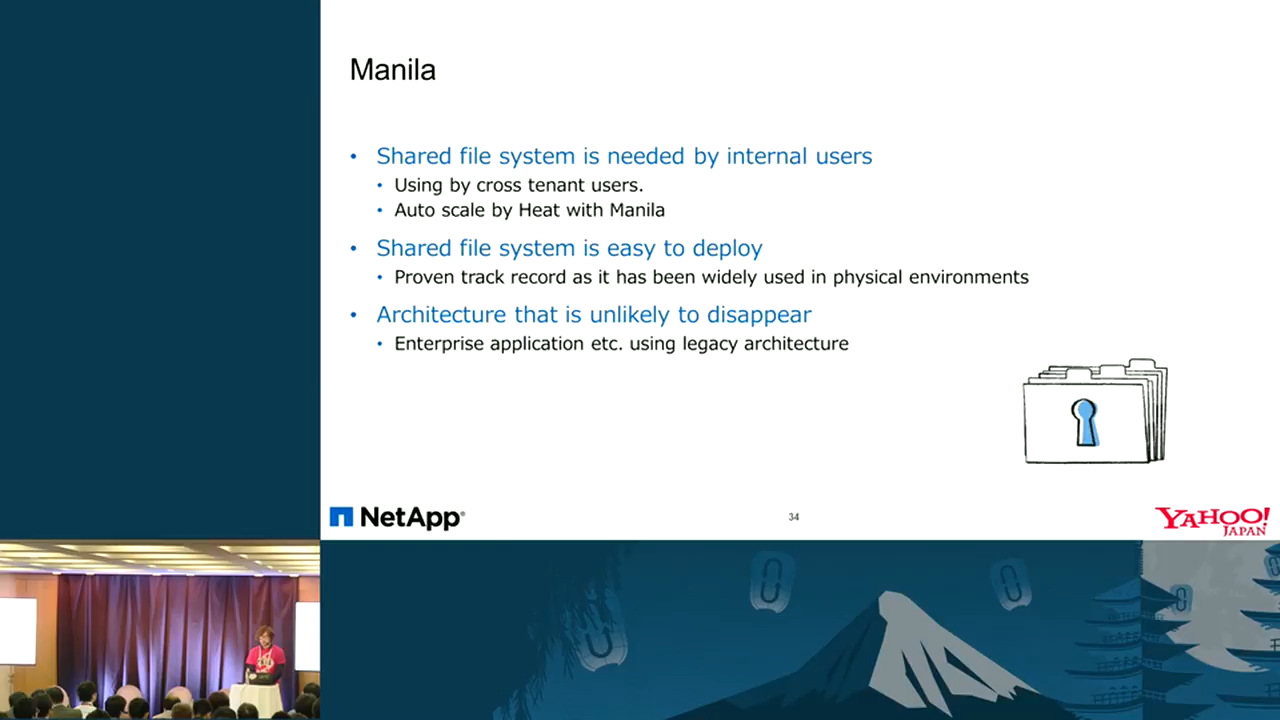 Manila
• Shared file system is needed by internal users
• Using by cross tenant users.
• Auto scale by Heat with Manila
• Shared file system is easy to deploy
• Proven track record as it has been widely used in physical environments
• Architecture that is unlikely to disappear
• Enterprise application etc. using legacy architecture
NetApp®
34
YAHOO!
JAPAN